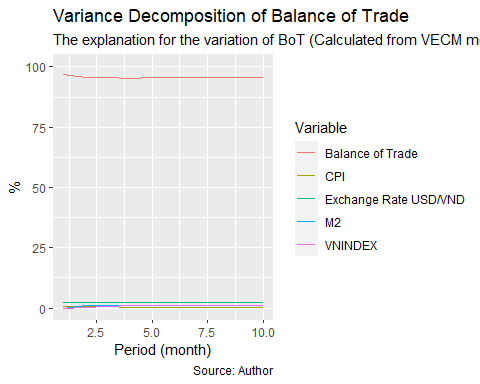 Variance Decomposition of Balance of Trade
The explanation for the variation of BoT (Calculated from VECM m
100
75
50
25
0
%
2.5 5.0 7.5 10.0
Period (month)
Source: Author
Variable
Balance of Trade
CPI
Exchange Rate USD/VND
M2
VNINDEX